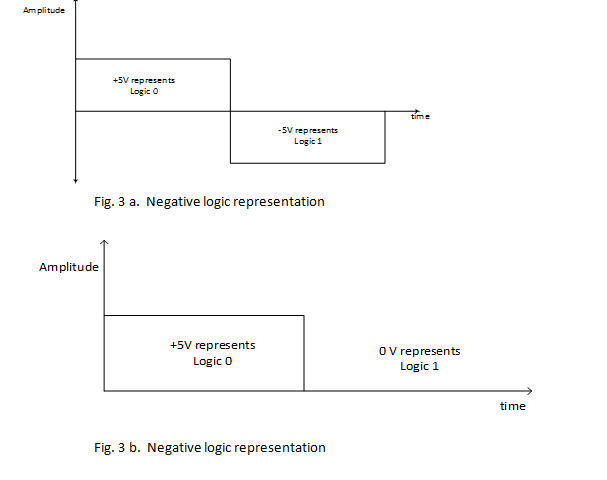 Amplitude
+5V represents
Logic 0
time
-5V represents
Logic 1
Fig. 3 a.  Negative logic representation
Amplitude
+5V represents
Logic 0
0 V represents
Logic 1
time
Fig. 3 b.  Negative logic representation